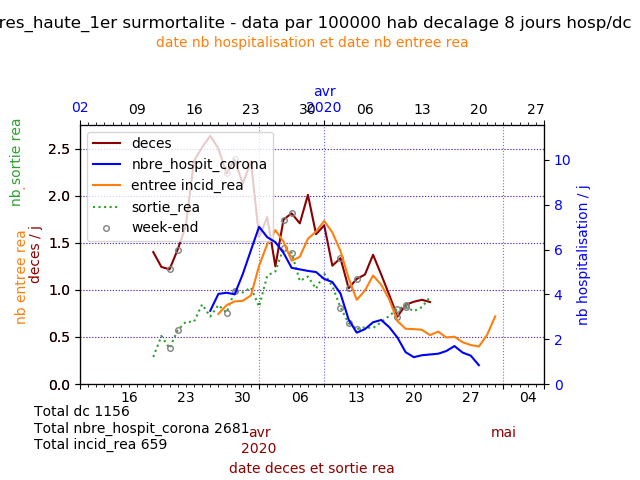 res_haute_1er surmortalite - data par 100000 hab decalage 8 jours hosp/dc
date nb hospitalisation et date nb entree rea
avr
02 09 16 23 30 2020 06 13 20 27
nb sortie rea
nb entree rea
deces / j
nb hospitalisation / j
2.5
2.0
1.5
1.0
0.5
0.0
10
8
6
4
2
0
deces
nbre_hospit_corona
entree incid_rea
sortie_rea
week-end
16 23 30 06 13 20 27 04
Total dc 1156
Total nbre_hospit_corona 2681
Total incid_rea 659
avr
2020
mai
date deces et sortie rea